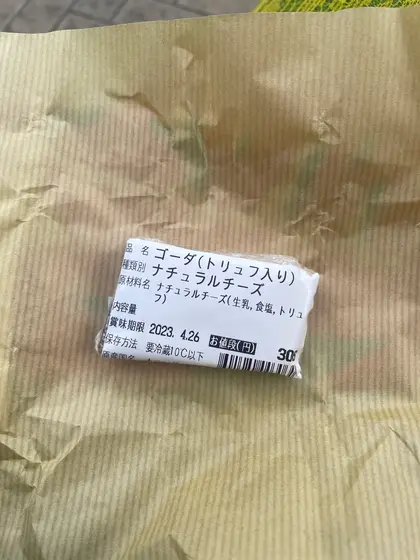 品 名 ゴーダ(トリュフ入り)
種類別 ナチュラルチーズ
原材料名 ナチュラルチーズ(生乳,食塩,トリュ
フ)
内容量
賞味期限 2023. 4.26 お値段(円)
保存方法 要冷蔵10℃以下